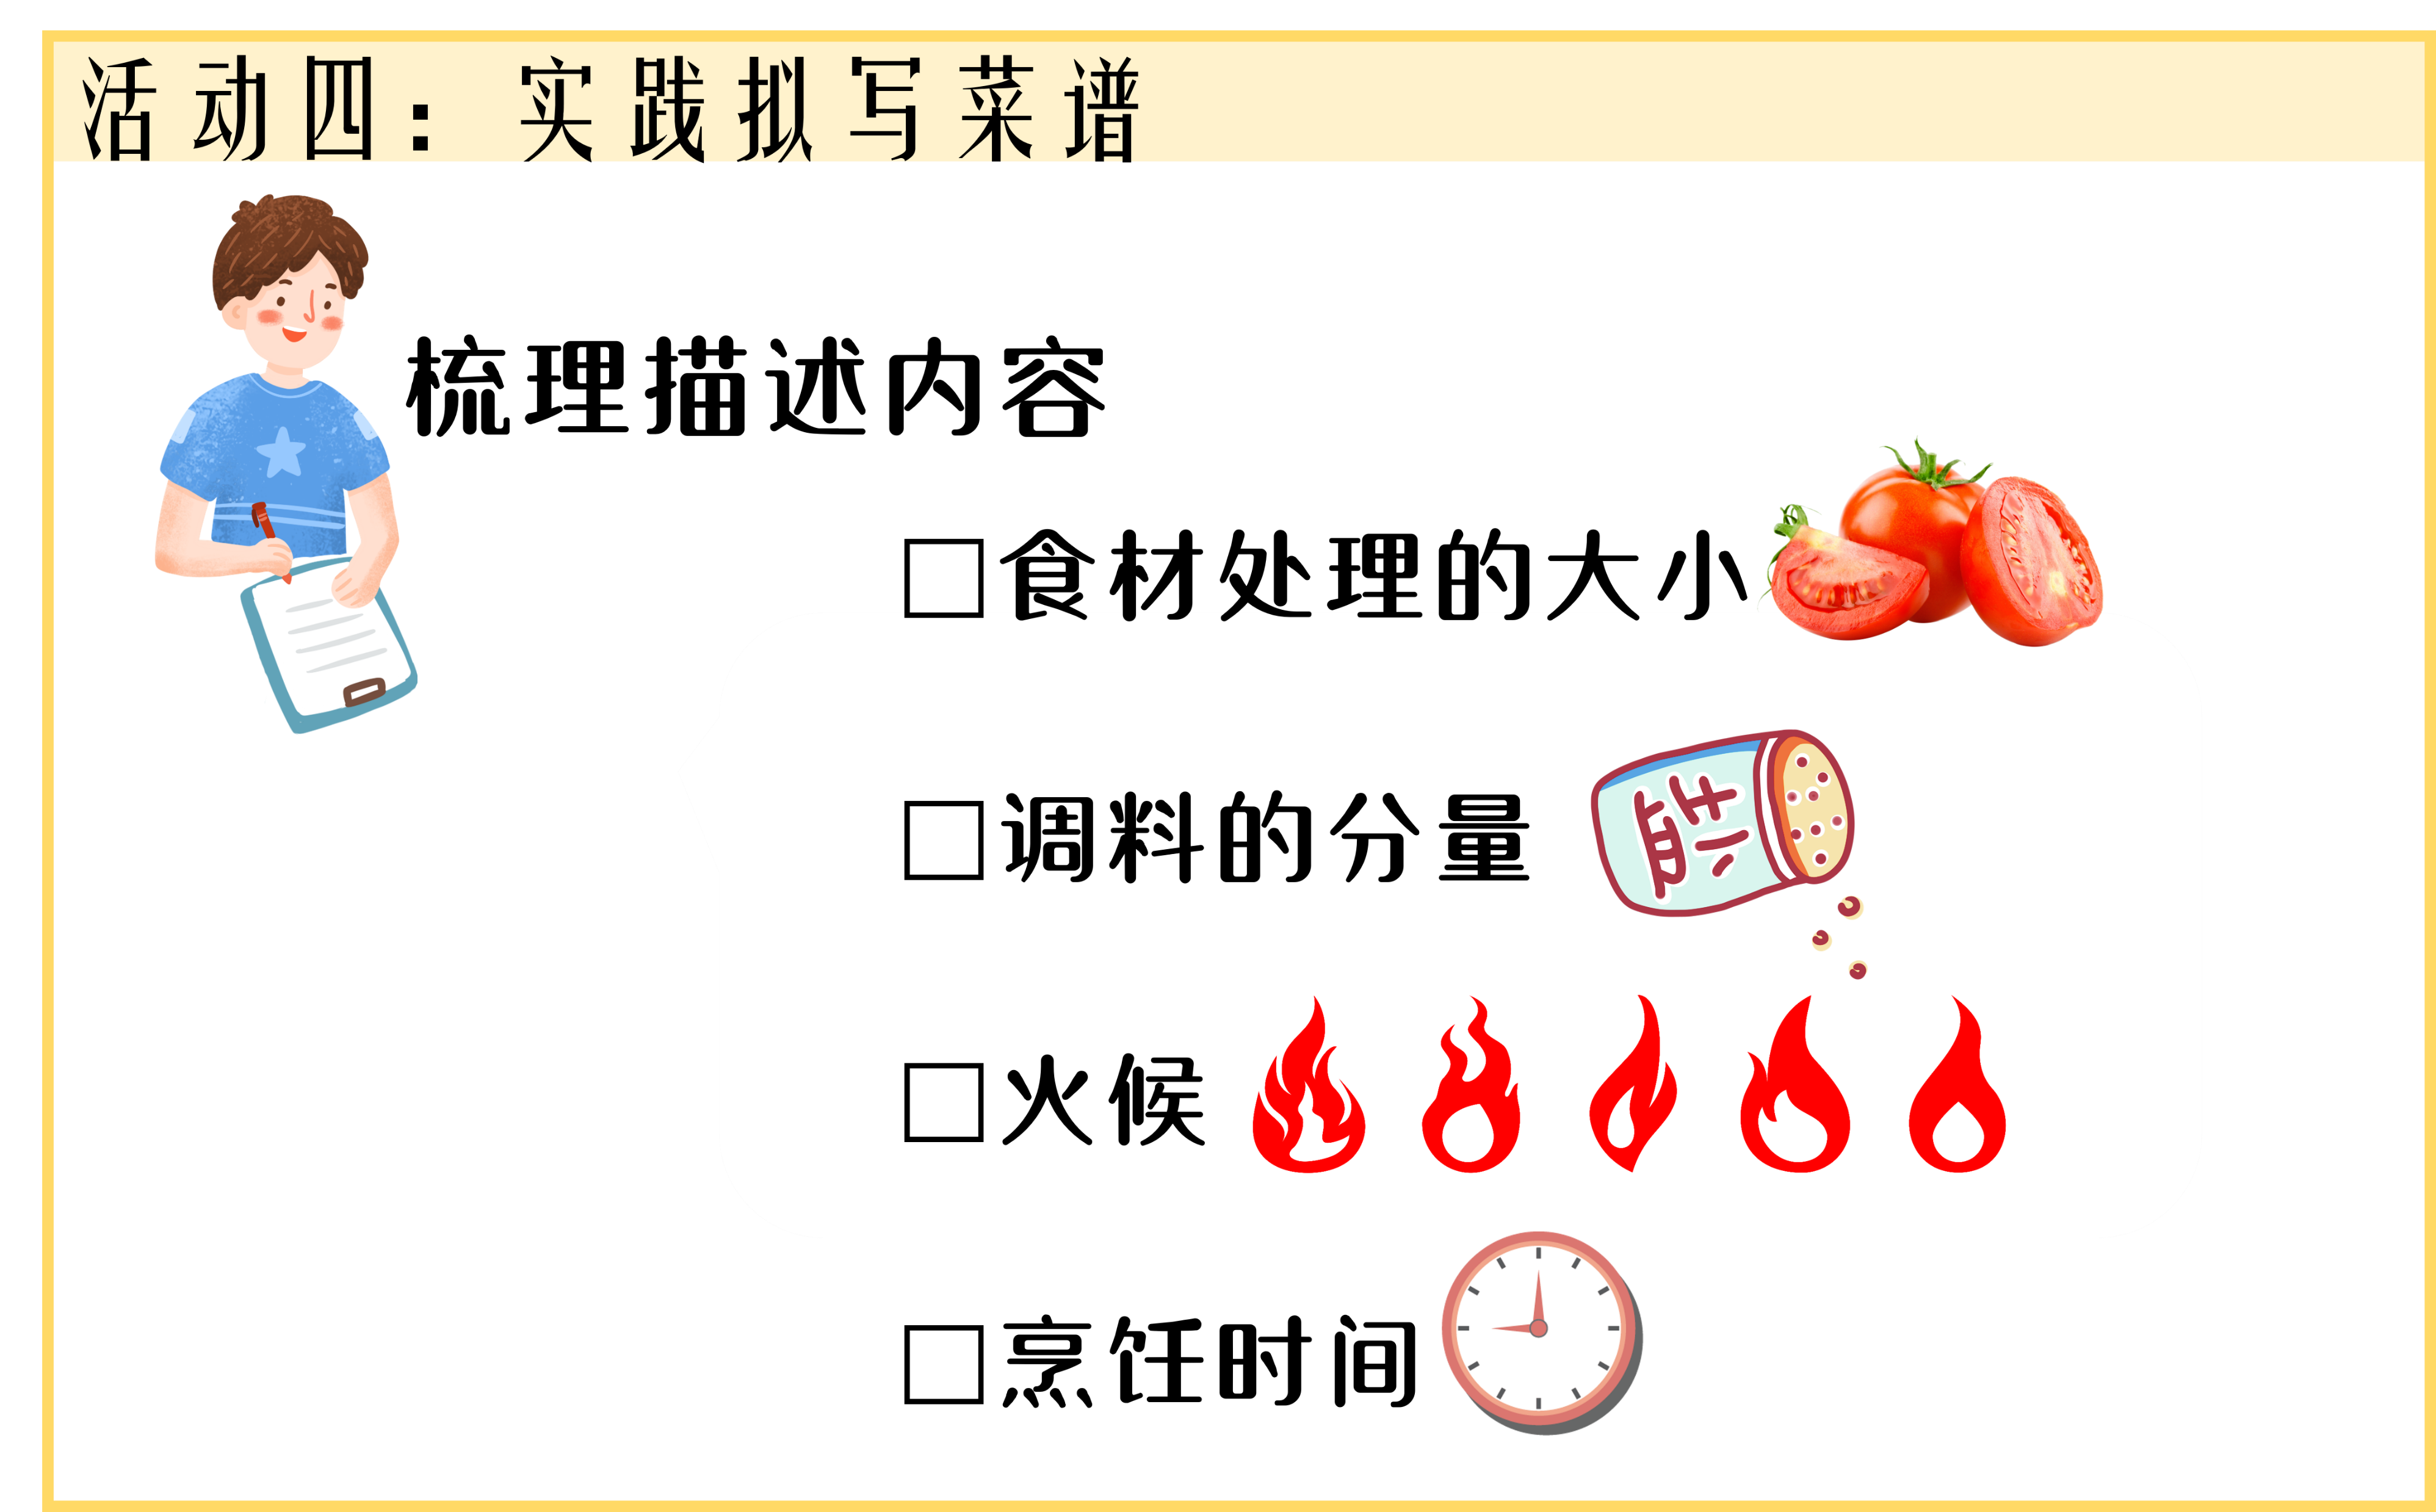 活动四：实践拟写菜谱
梳理描述内容
□食材处理的大小
□调料的分量
盐
□火候
□烹饪时间